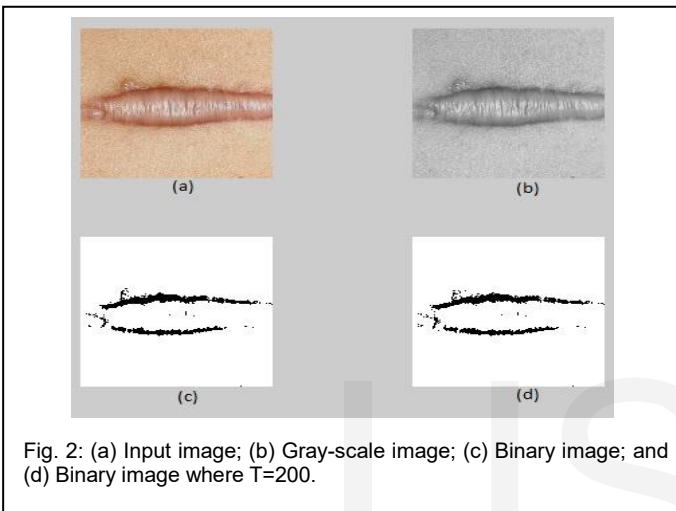 (a)
(b)
(c)
(d)
Fig. 2: (a) Input image; (b) Gray-scale image; (c) Binary image; and
(d) Binary image where T=200.